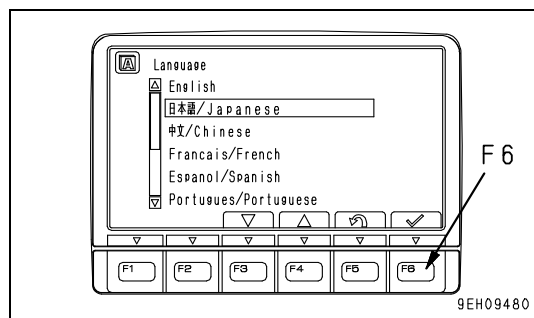 A Language
English
日本語/Japanese
中文/Chinese
Francais/French
Espanol/Spanish
Portugues/Portuguese
F6
F1 F2 F3 F4 F5 F6
9EH09480